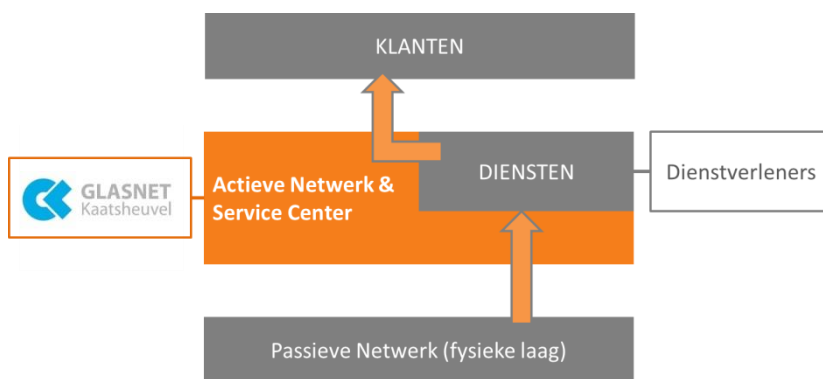 KLANTEN
GLASNET
Kaatsheuvel
Actieve Netwerk &
Service Center
DIENSTEN
Dienstverleners
Passieve Netwerk (fysieke laag)